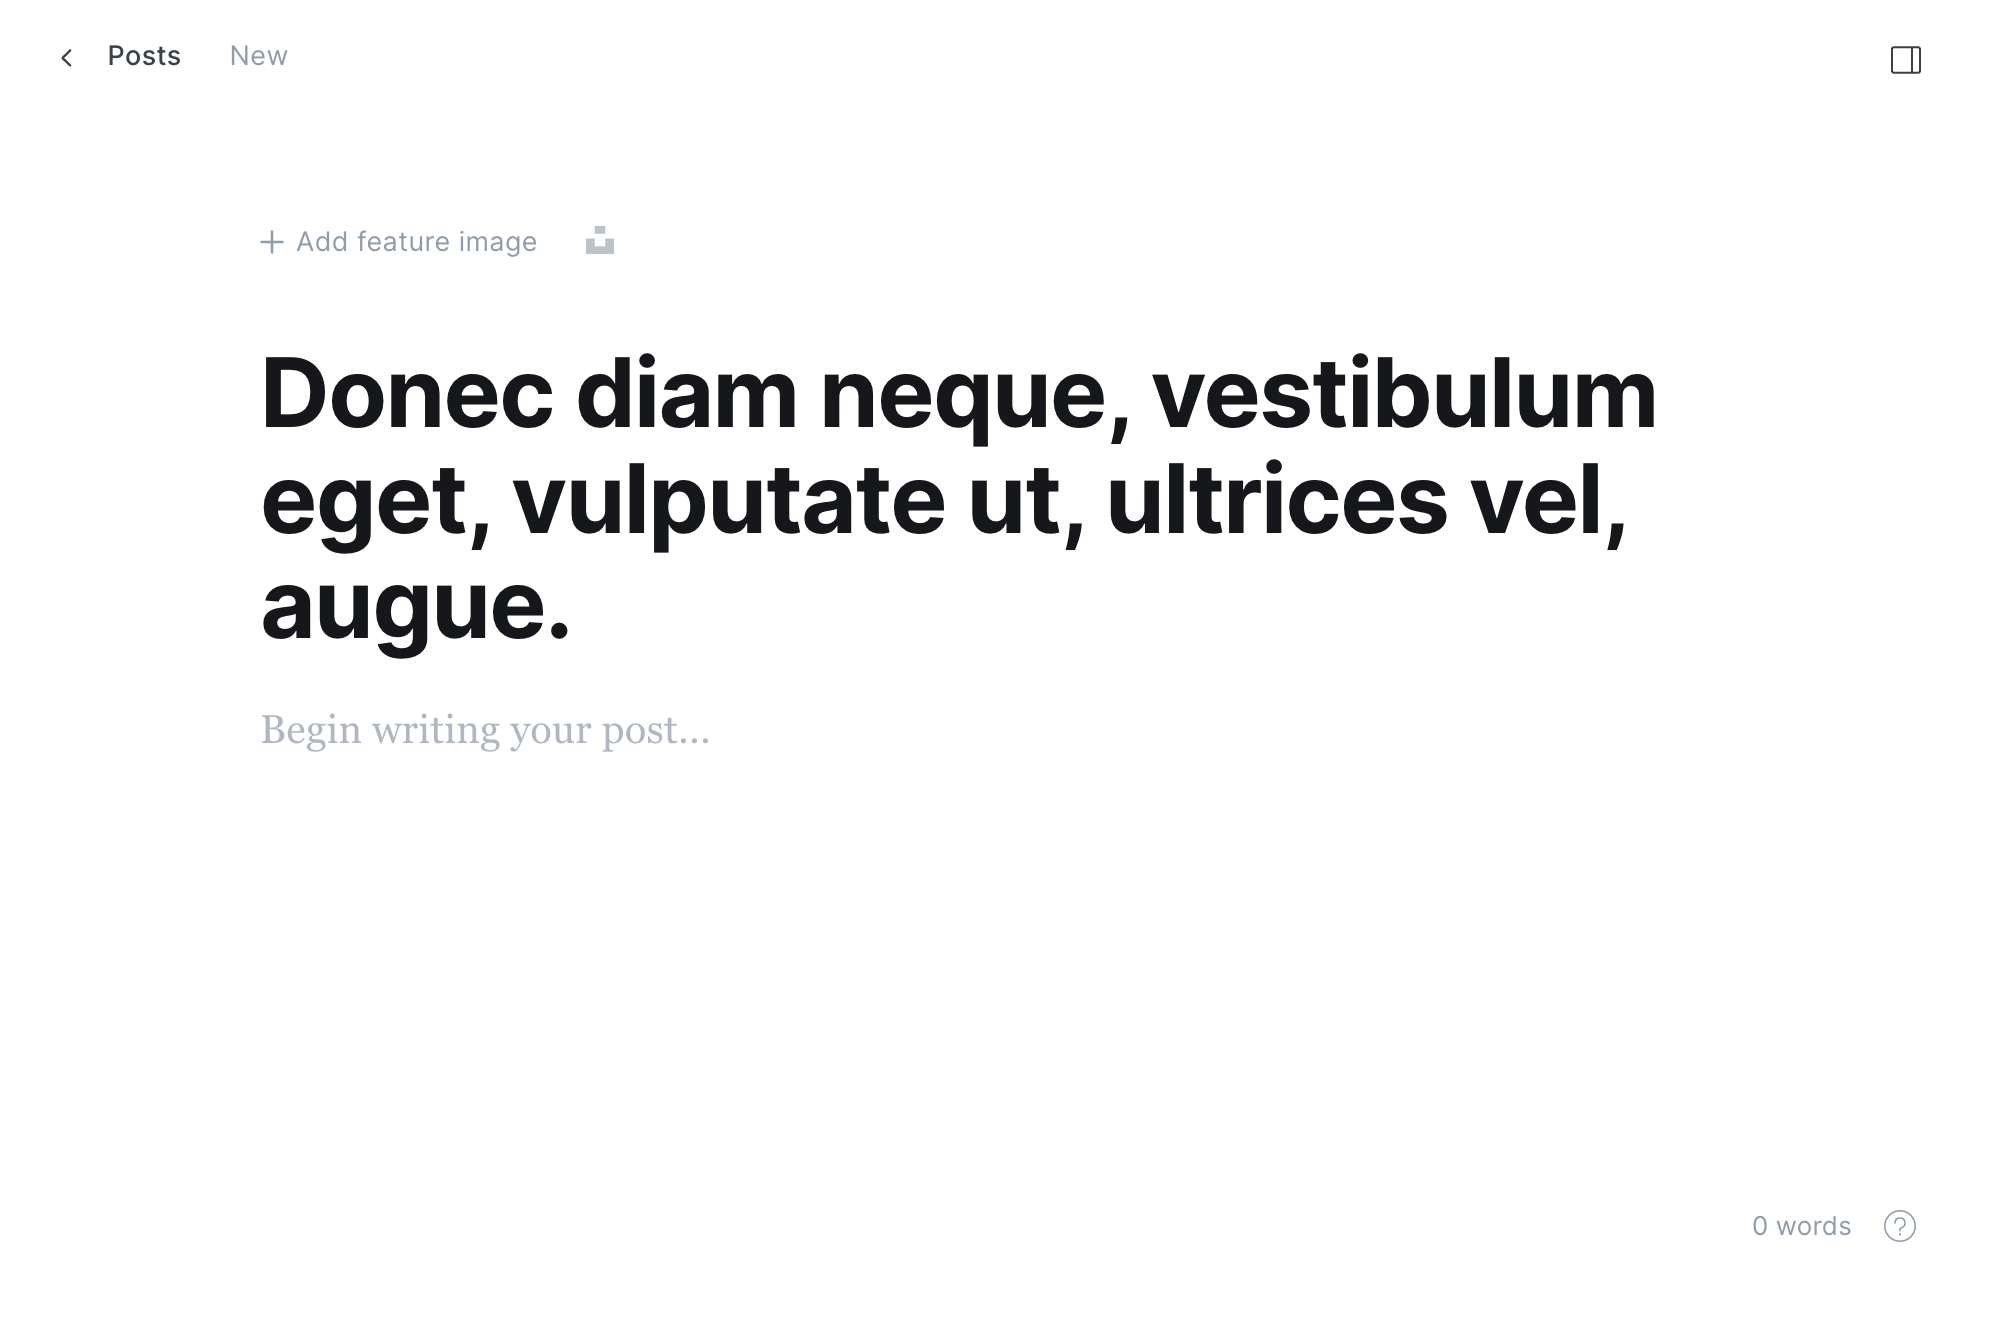 Posts New
+ Add feature image
Donec diam neque, vestibulum
eget, vulputate ut, ultrices vel,
augue.
Begin writing your post...
0 words ?